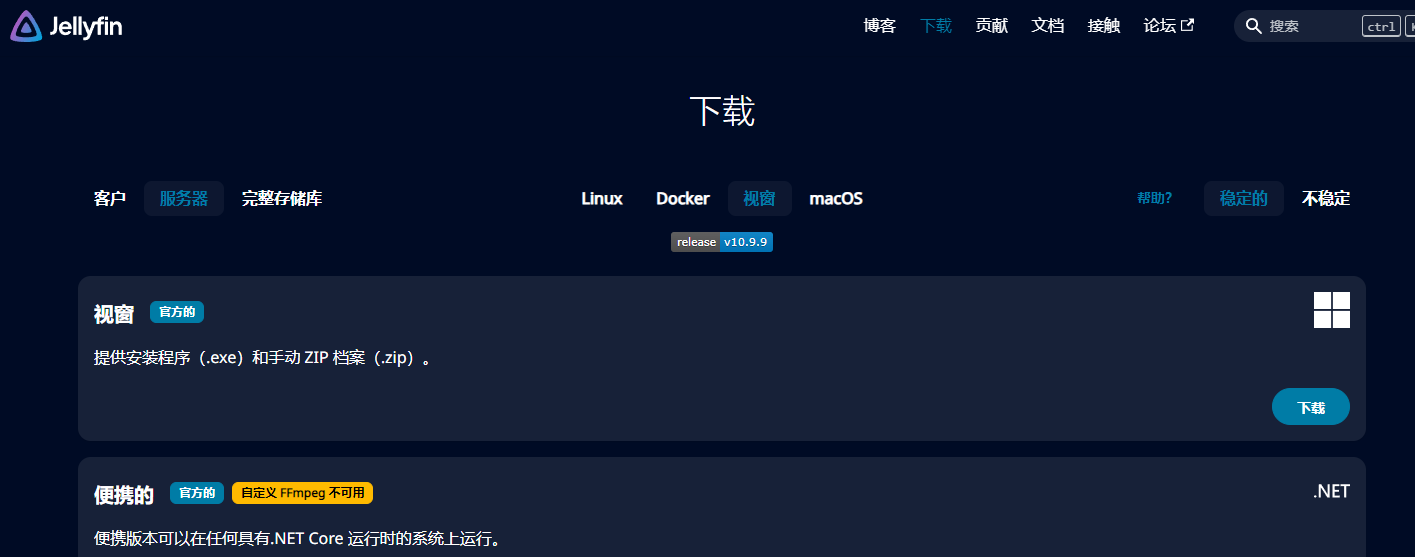 Jellyfin 博客 下载 贡献 文档 接触 论坛 搜索 ctrl
下载
客户 服务器 完整存储库 Linux Docker 视窗 macOS 帮助? 稳定的 不稳定
release v10.9.9
视窗 官方的
提供安装程序（.exe）和手动 ZIP 档案（.zip）。
下载
便携的 官方的 自定义 FFmpeg 不可用 .NET
便携版本可以在任何具有.NET Core 运行时的系统上运行。